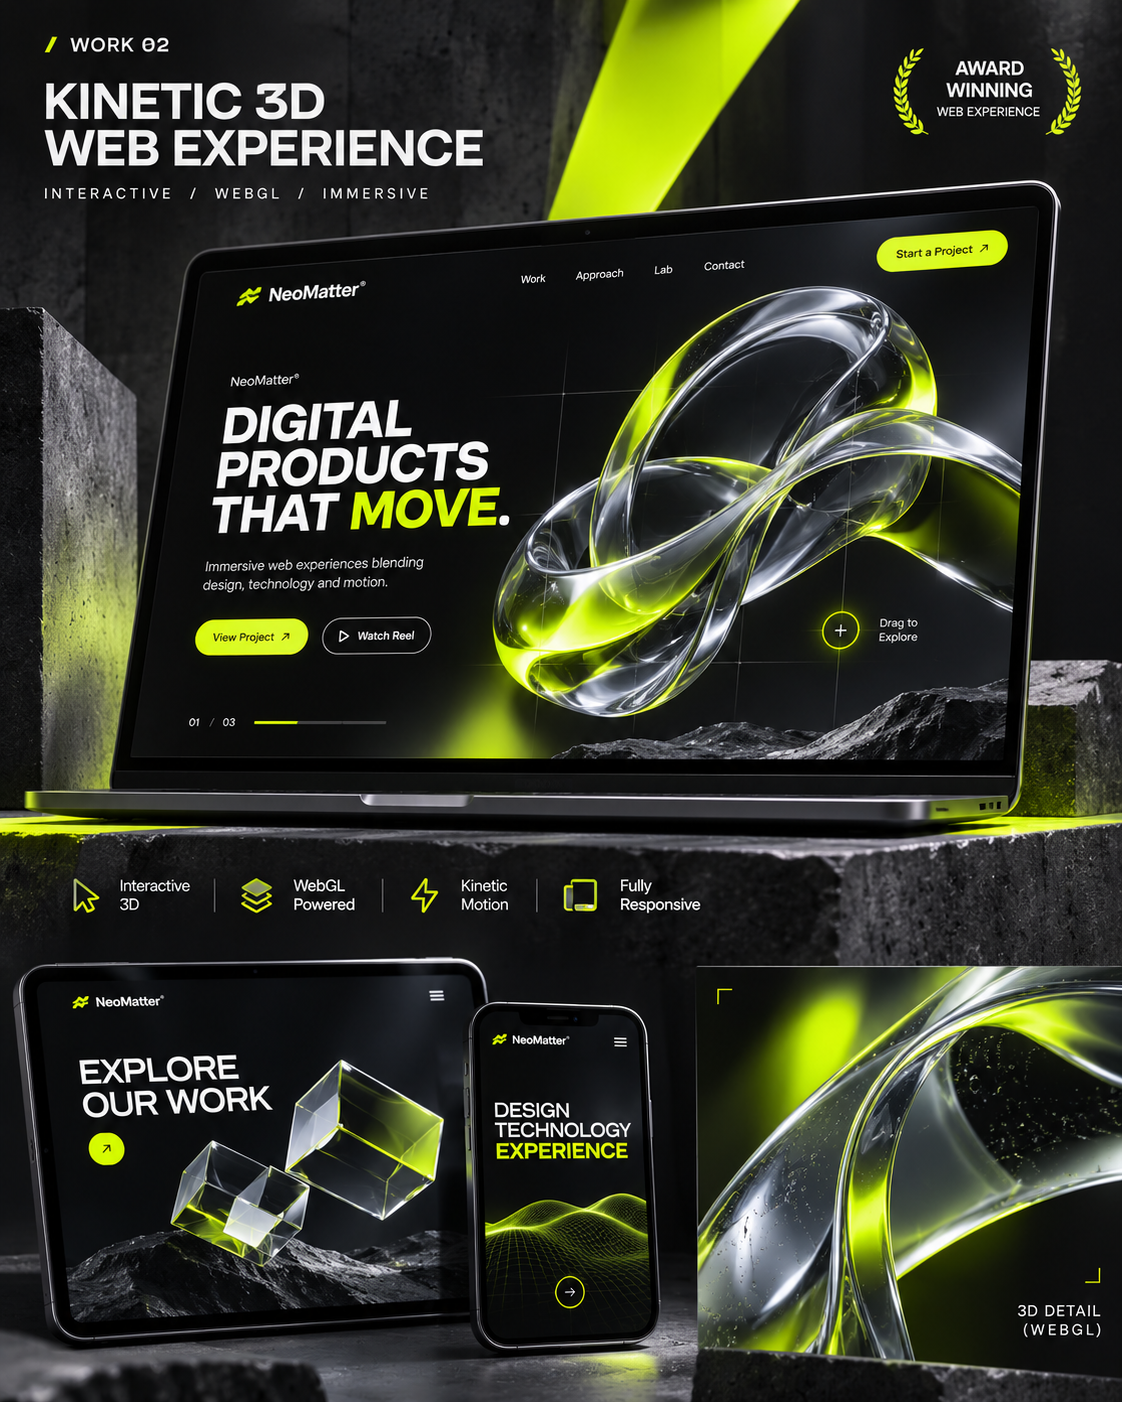 / WORK 02
KINETIC 3D
WEB EXPERIENCE
INTERACTIVE / WEBGL / IMMERSIVE
AWARD
WINNING
WEB EXPERIENCE
NeoMatter®
Work Approach Lab Contact
Start a Project ↗
NeoMatter®
DIGITAL
PRODUCTS
THAT MOVE.
Immersive web experiences blending
design, technology and motion.
View Project ↗
Watch Reel
Drag to
Explore
01 / 03
Interactive
3D
WebGL
Powered
Kinetic
Motion
Fully
Responsive
NeoMatter®
EXPLORE
OUR WORK
NeoMatter®
DESIGN
TECHNOLOGY
EXPERIENCE
3D DETAIL
(WEBGL)